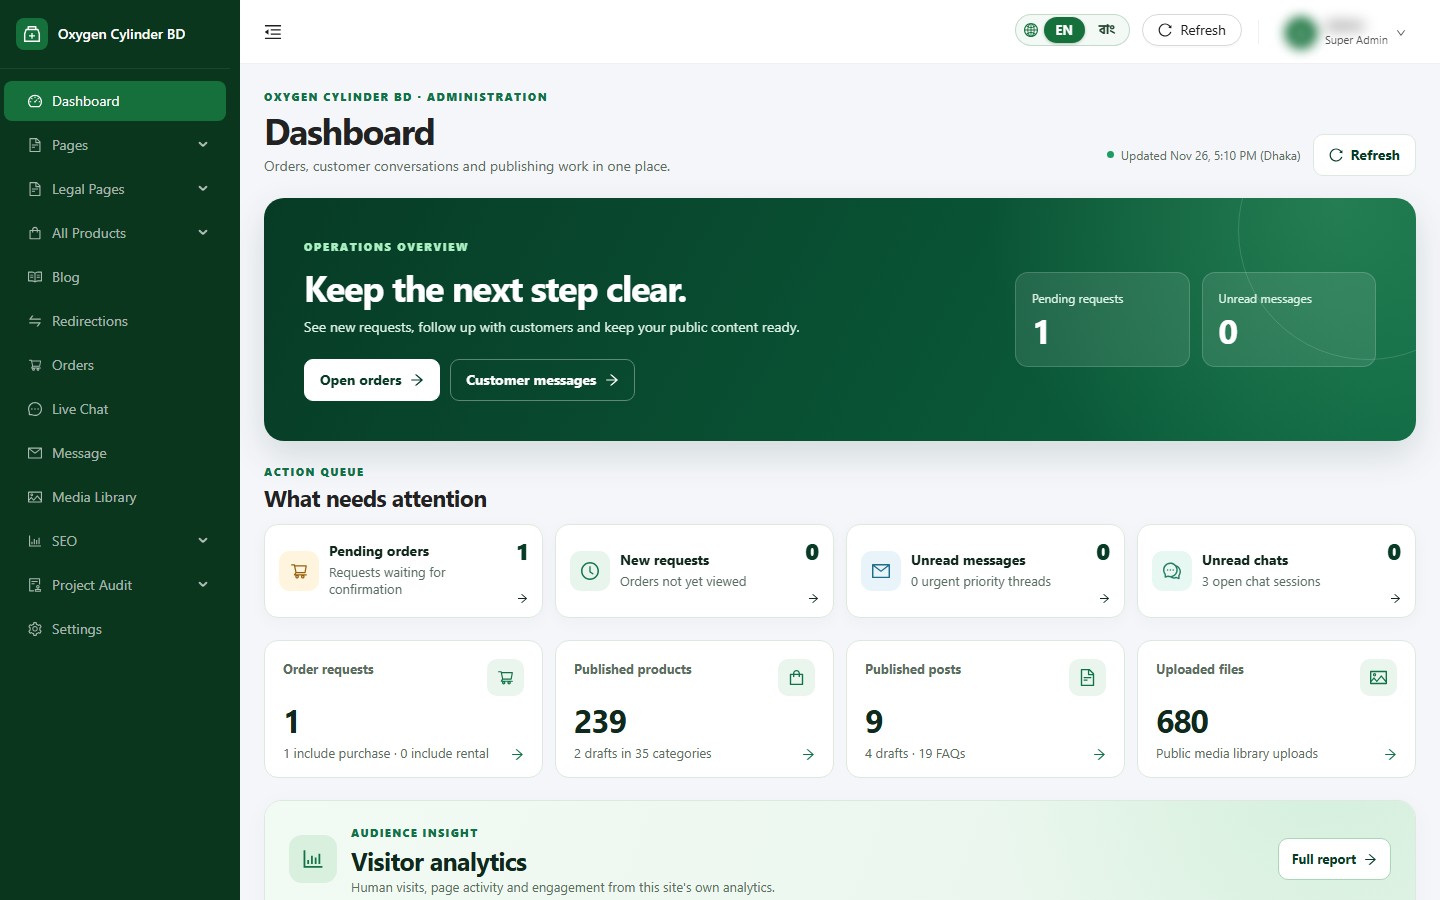 Oxygen Cylinder BD
Dashboard
Pages
Legal Pages
All Products
Blog
Redirections
Orders
Live Chat
Message
Media Library
SEO
Project Audit
Settings
EN
বাং
Refresh
Super Admin
OXYGEN CYLINDER BD · ADMINISTRATION
Dashboard
Orders, customer conversations and publishing work in one place.
Updated Nov 26, 5:10 PM (Dhaka)
Refresh
OPERATIONS OVERVIEW
Keep the next step clear.
See new requests, follow up with customers and keep your public content ready.
Open orders
Customer messages
Pending requests
1
Unread messages
0
ACTION QUEUE
What needs attention
Pending orders
1
Requests waiting for
confirmation
New requests
0
Orders not yet viewed
Unread messages
0
0 urgent priority threads
Unread chats
0
3 open chat sessions
Order requests
1
1 include purchase · 0 include rental
Published products
239
2 drafts in 35 categories
Published posts
9
4 drafts · 19 FAQs
Uploaded files
680
Public media library uploads
AUDIENCE INSIGHT
Visitor analytics
Human visits, page activity and engagement from this site's own analytics.
Full report